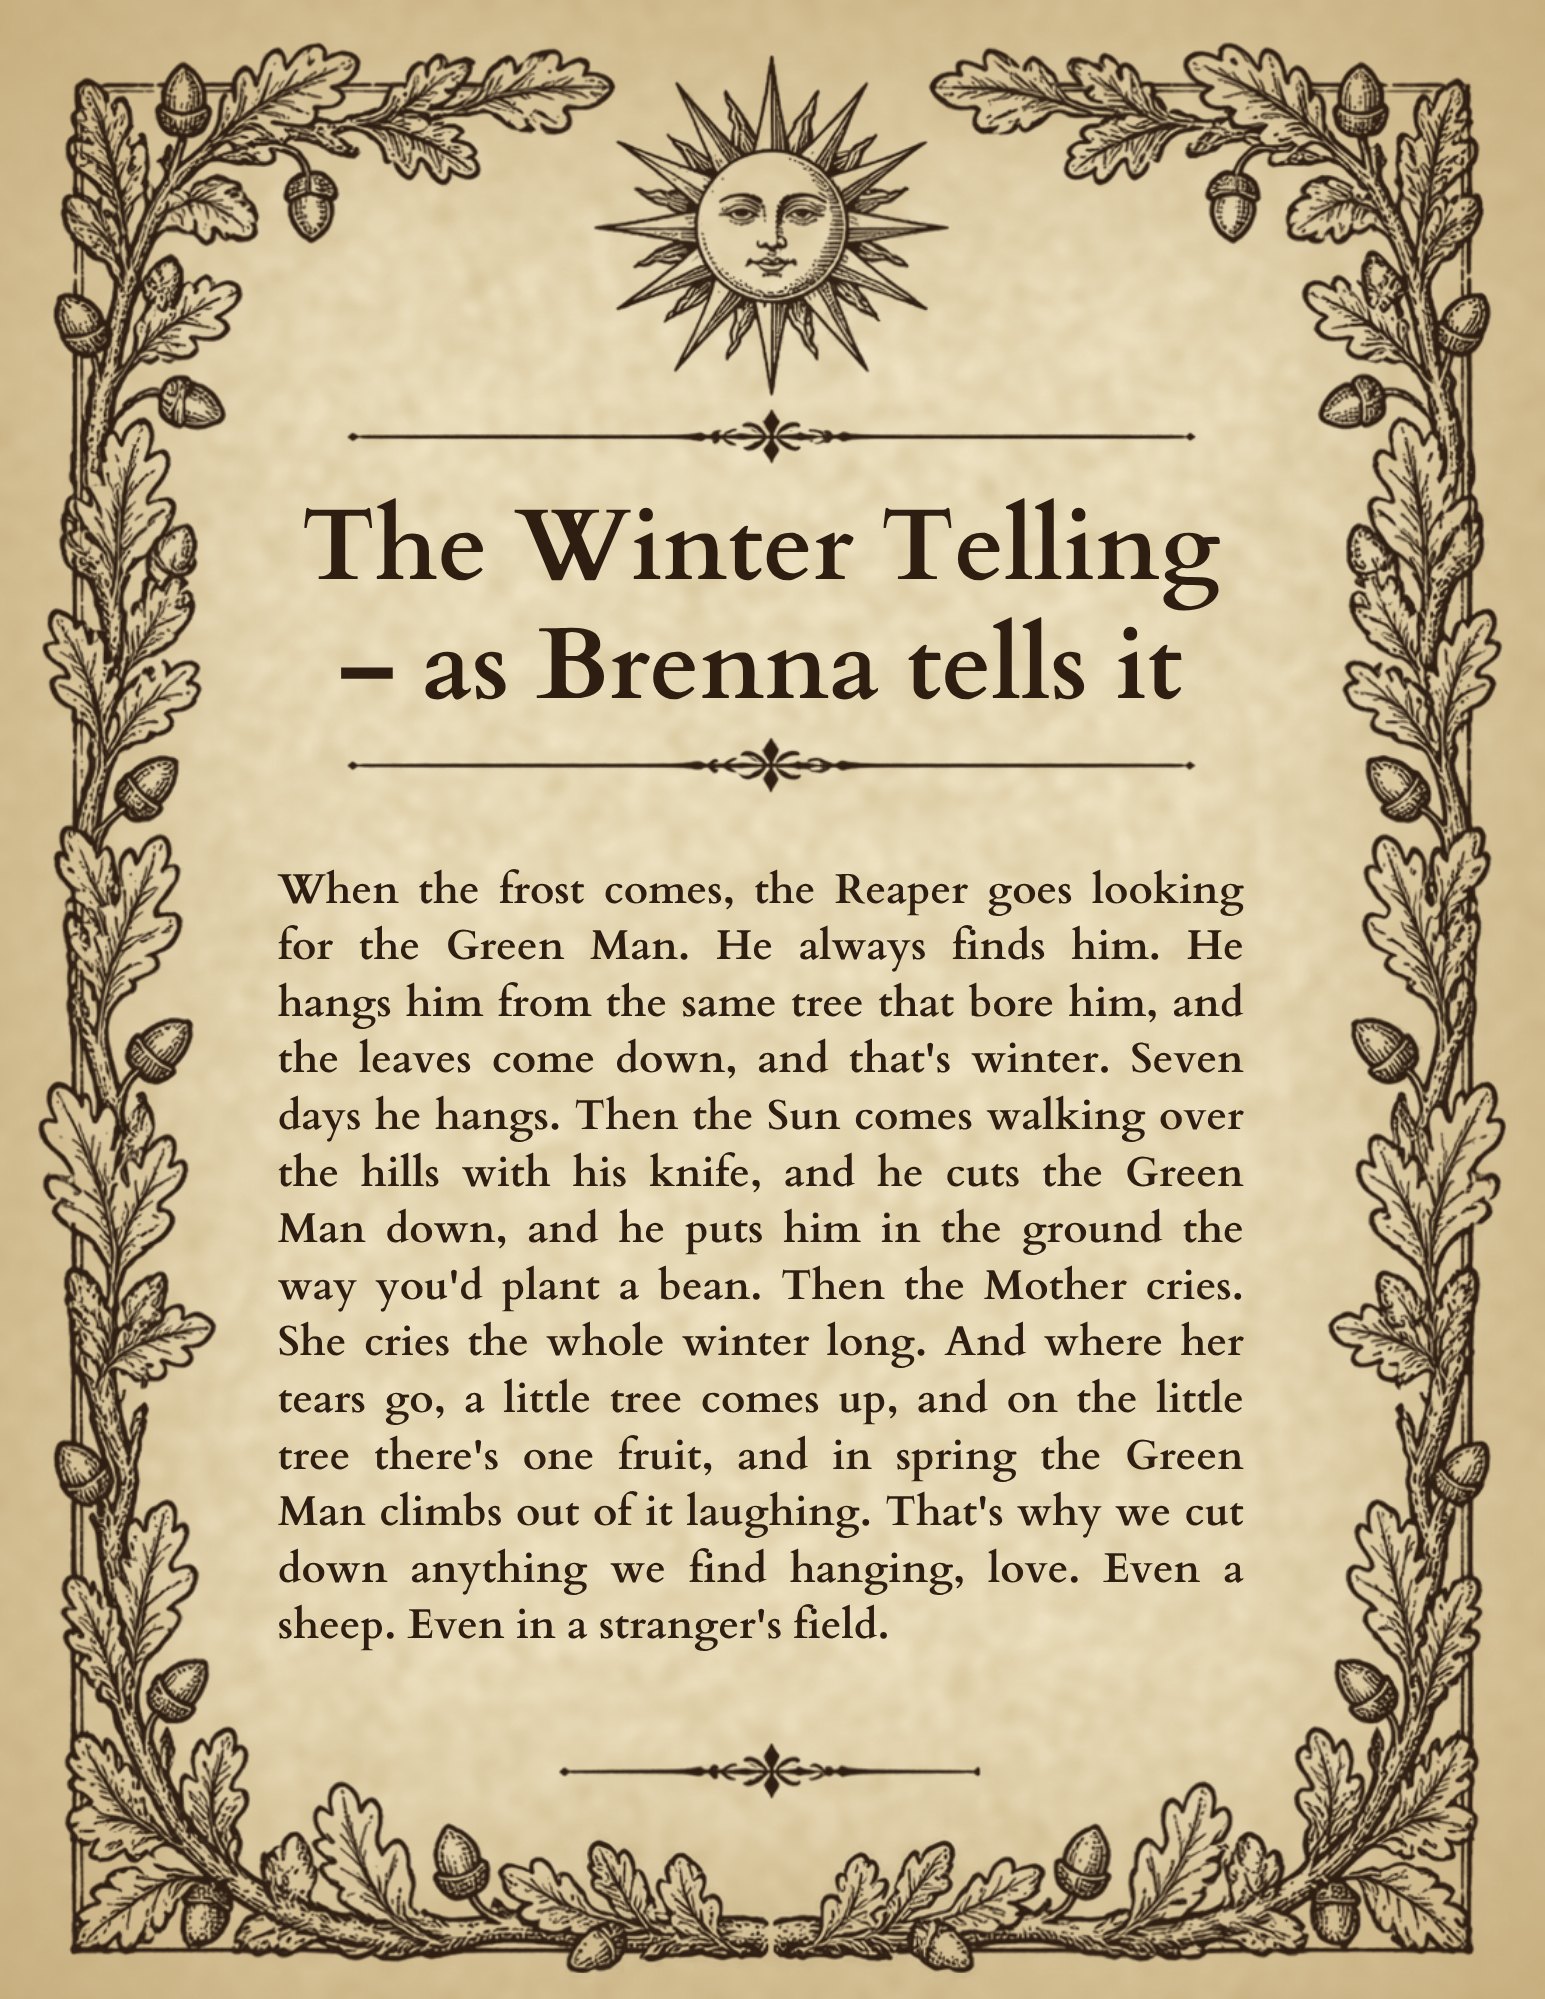 The Winter Telling
– as Brenna tells it
When the frost comes, the Reaper goes looking
for the Green Man. He always finds him. He
hangs him from the same tree that bore him, and
the leaves come down, and that's winter. Seven
days he hangs. Then the Sun comes walking over
the hills with his knife, and he cuts the Green
Man down, and he puts him in the ground the
way you'd plant a bean. Then the Mother cries.
She cries the whole winter long. And where her
tears go, a little tree comes up, and on the little
tree there's one fruit, and in spring the Green
Man climbs out of it laughing. That's why we cut
down anything we find hanging, love. Even a
sheep. Even in a stranger's field.